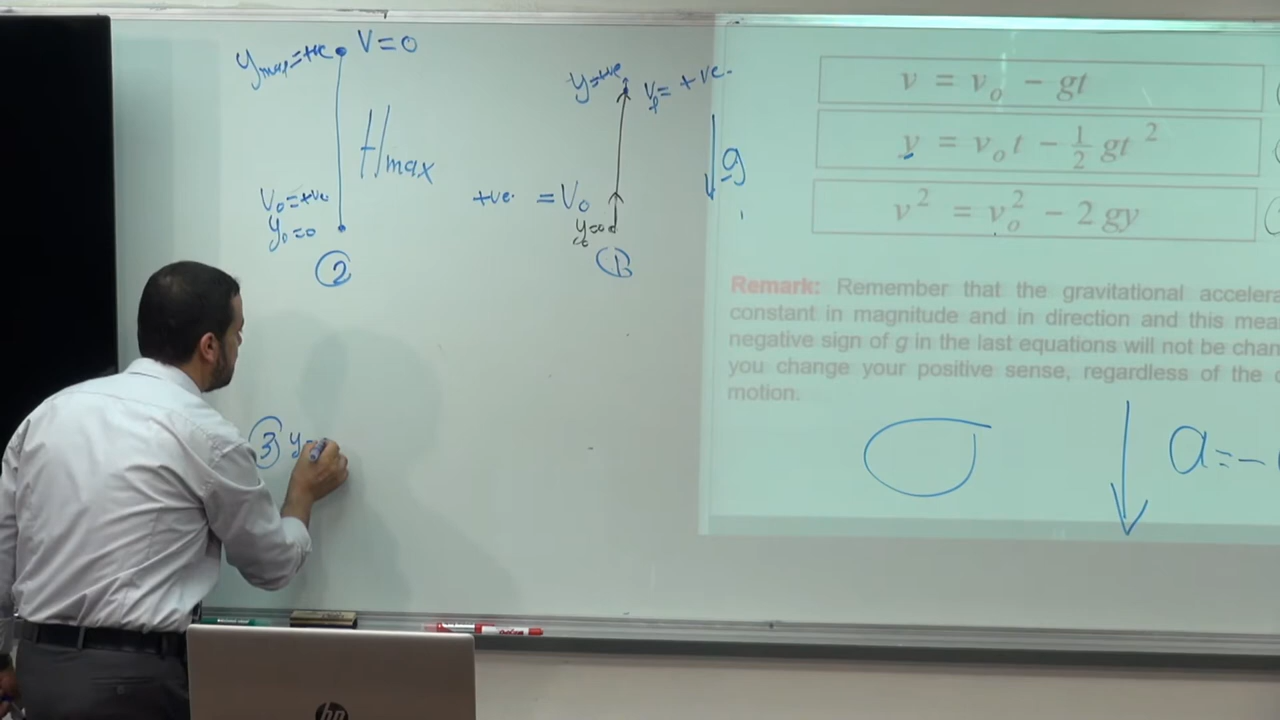 ymax=+ve V=0
Hmax
V₀=+ve
y₀=0
②
y=+ve
Vf= +ve.
g
+ve. = V₀
y₀=0
①
③ y=
v = vₒ - gt
y = vₒt - ½ gt²
v² = vₒ² - 2gy
Remark: Remember that the gravitational accelera
constant in magnitude and in direction and this mea
negative sign of g in the last equations will not be chan
you change your positive sense, regardless of the
motion.
a=-
hp